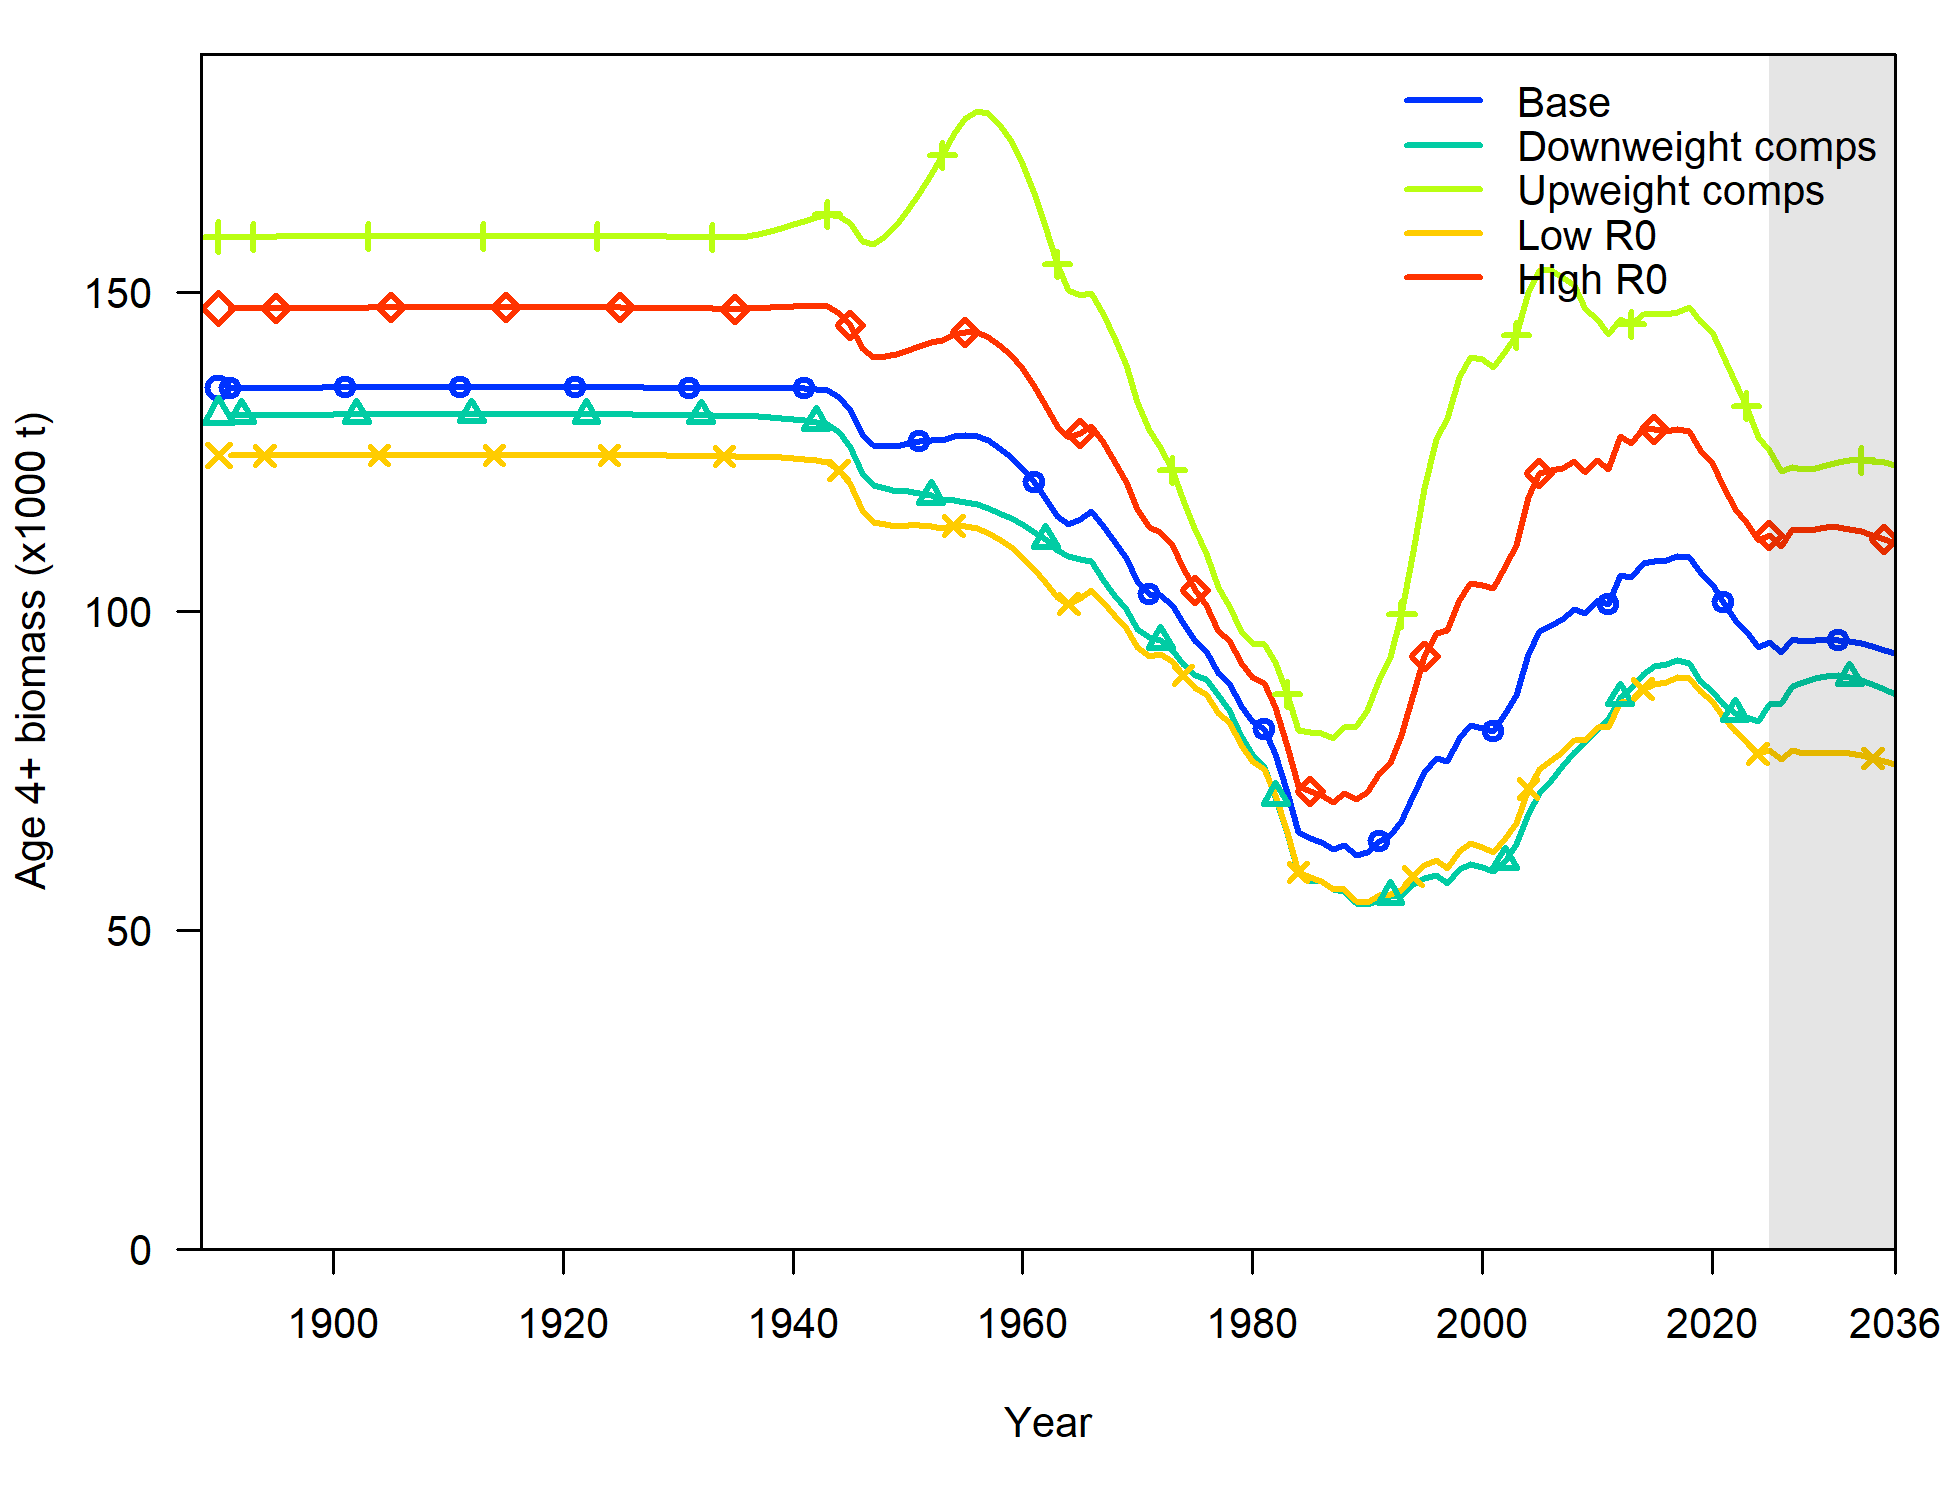 Base
Downweight comps
Upweight comps
Low R0
High R0
Age 4+ biomass (x1000 t)
150
100
50
0
1900 1920 1940 1960 1980 2000 2020 2036
Year